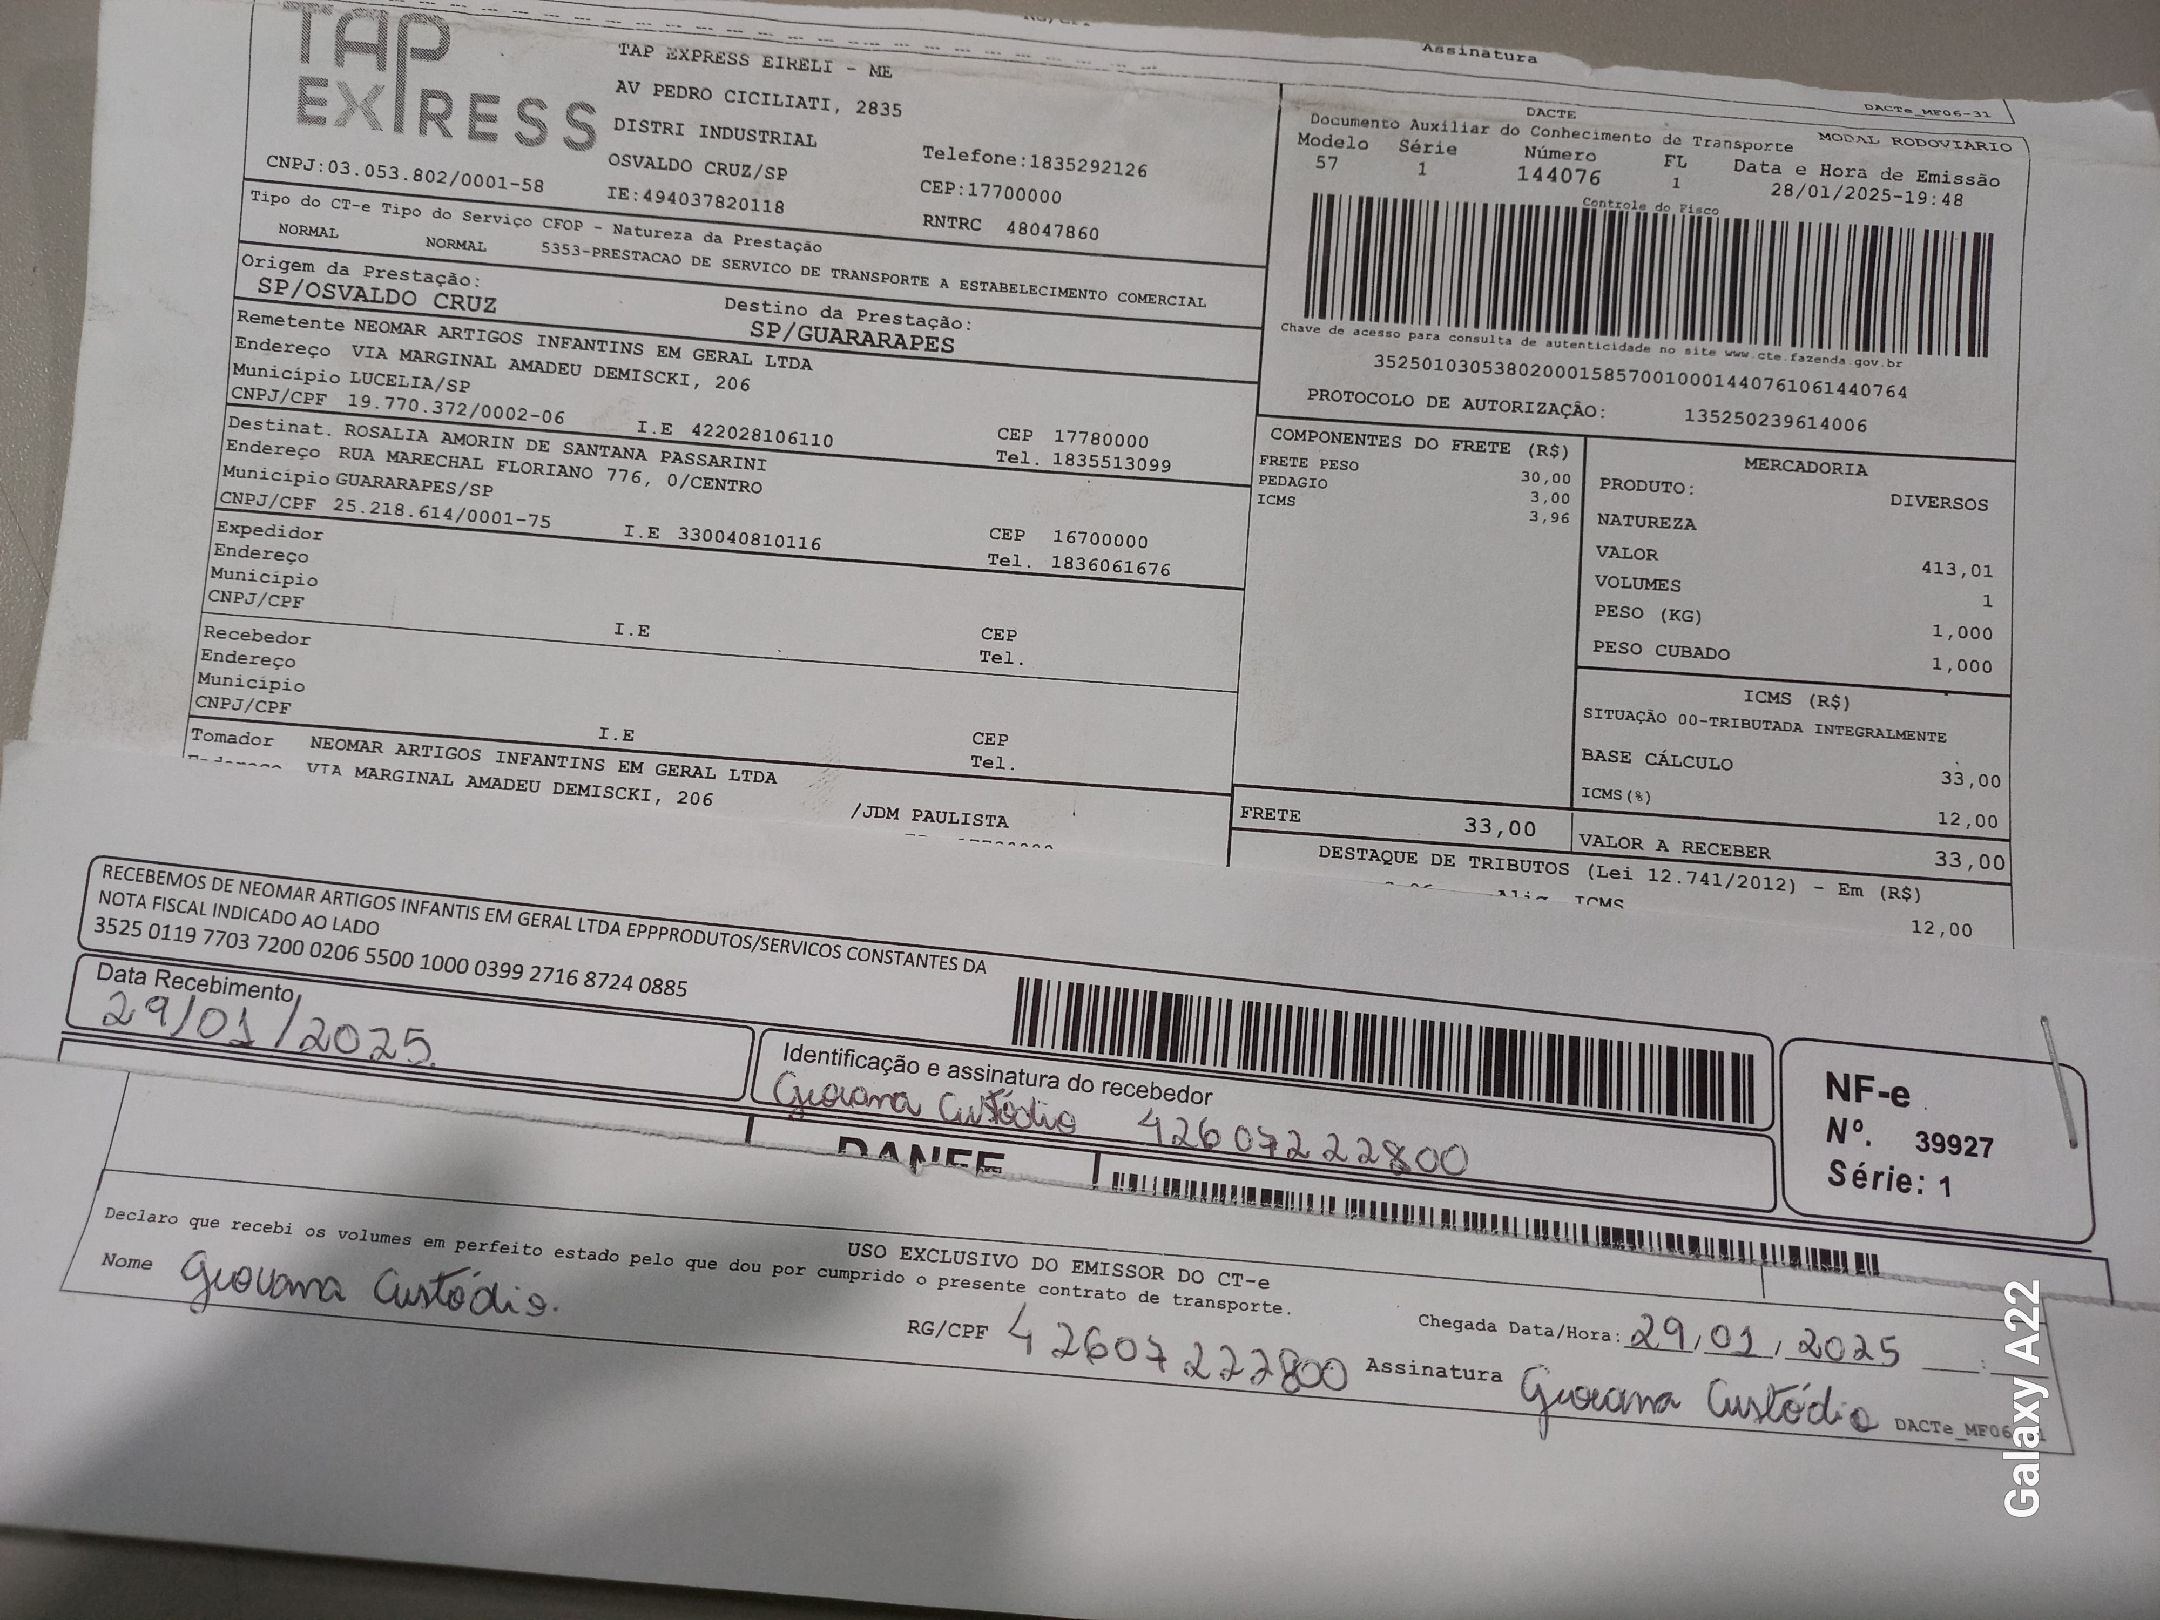 Assinatura
DACTe_MF06-31
TAP EXPRESS
TAP EXPRESS EIRELI - ME
AV PEDRO CICILIATI, 2835
DISTRI INDUSTRIAL
OSVALDO CRUZ/SP
Telefone:1835292126
CNPJ:03.053.802/0001-58
IE:494037820118
CEP:17700000
RNTRC 48047860
DACTE
Documento Auxiliar do Conhecimento de Transporte
MODAL RODOVIARIO
Modelo Série Número FL Data e Hora de Emissão
57 1 144076 1 28/01/2025-19:48
Controle do Fisco
Chave de acesso para consulta de autenticidade no site www.cte.fazenda.gov.br
35250103053802000158570010001440761061440764
PROTOCOLO DE AUTORIZAÇÃO: 135250239614006
Tipo do CT-e Tipo do Serviço CFOP - Natureza da Prestação
NORMAL NORMAL 5353-PRESTACAO DE SERVICO DE TRANSPORTE A ESTABELECIMENTO COMERCIAL
Origem da Prestação: Destino da Prestação:
SP/OSVALDO CRUZ SP/GUARARAPES
Remetente NEOMAR ARTIGOS INFANTINS EM GERAL LTDA
Endereço VIA MARGINAL AMADEU DEMISCKI, 206
Município LUCELIA/SP CEP 17780000
CNPJ/CPF 19.770.372/0002-06 I.E 422028106110 Tel. 1835513099
Destinat. ROSALIA AMORIN DE SANTANA PASSARINI
Endereço RUA MARECHAL FLORIANO 776, 0/CENTRO
Município GUARARAPES/SP CEP 16700000
CNPJ/CPF 25.218.614/0001-75 I.E 330040810116 Tel. 1836061676
Expedidor
Endereço
Município CEP
CNPJ/CPF I.E Tel.
Recebedor
Endereço
Município CEP
CNPJ/CPF I.E Tel.
Tomador NEOMAR ARTIGOS INFANTINS EM GERAL LTDA
Endereço VIA MARGINAL AMADEU DEMISCKI, 206 /JDM PAULISTA
COMPONENTES DO FRETE (R$)
FRETE PESO 30,00
PEDAGIO 3,00
ICMS 3,96
MERCADORIA
PRODUTO: DIVERSOS
NATUREZA
VALOR 413,01
VOLUMES 1
PESO (KG) 1,000
PESO CUBADO 1,000
ICMS (R$)
SITUAÇÃO 00-TRIBUTADA INTEGRALMENTE
BASE CÁLCULO 33,00
ICMS(%) 12,00
FRETE 33,00 VALOR A RECEBER 33,00
DESTAQUE DE TRIBUTOS (Lei 12.741/2012) - Em (R$)
ICMS 12,00
RECEBEMOS DE NEOMAR ARTIGOS INFANTIS EM GERAL LTDA EPPPRODUTOS/SERVICOS CONSTANTES DA
NOTA FISCAL INDICADO AO LADO
3525 0119 7703 7200 0206 5500 1000 0399 2716 8724 0885
Data Recebimento
29/01/2025.
Identificação e assinatura do recebedor
Giovana Custódio 42607222800
NF-e
Nº. 39927
Série: 1
DANFE
USO EXCLUSIVO DO EMISSOR DO CT-e
Declaro que recebi os volumes em perfeito estado pelo que dou por cumprido o presente contrato de transporte.
Nome Giovana Custódio.
RG/CPF 42607222800
Chegada Data/Hora: 29/01/2025 __:__
Assinatura Giovana Custódio
Galaxy A22